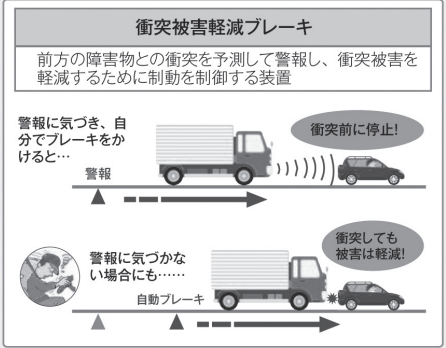 衝突被害軽減ブレーキ
前方の障害物との衝突を予測して警報し、衝突被害を
軽減するために制動を制御する装置
警報に気づき、自
分でブレーキをか
けると…
警報
衝突前に停止!
警報に気づかな
い場合にも……
自動ブレーキ
衝突しても
被害は軽減!